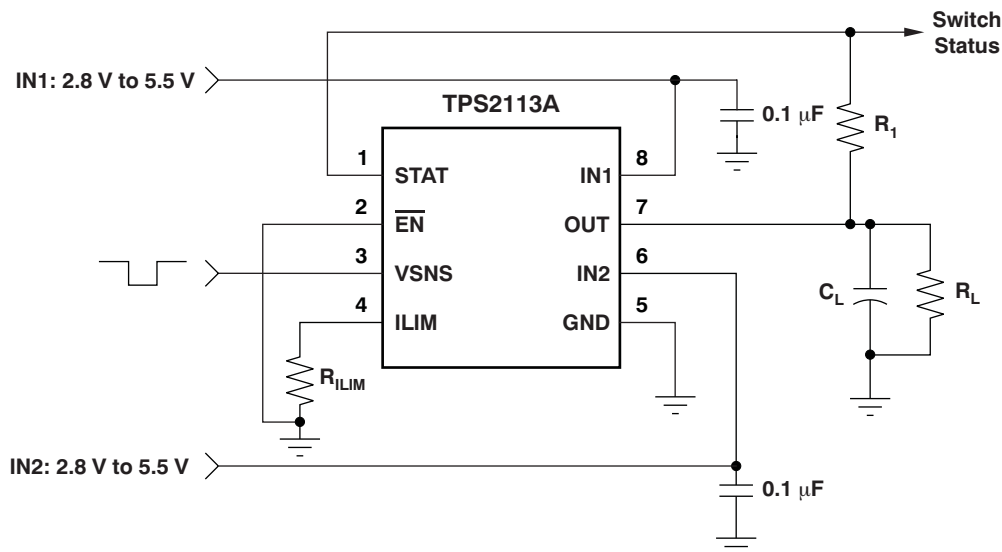 Switch
Status
IN1: 2.8 V to 5.5 V
TPS2113A
0.1 μF
R1
1
STAT
IN1
8
2
EN
OUT
7
3
VSNS
IN2
6
4
ILIM
GND
5
CL
RL
RILIM
IN2: 2.8 V to 5.5 V
0.1 μF